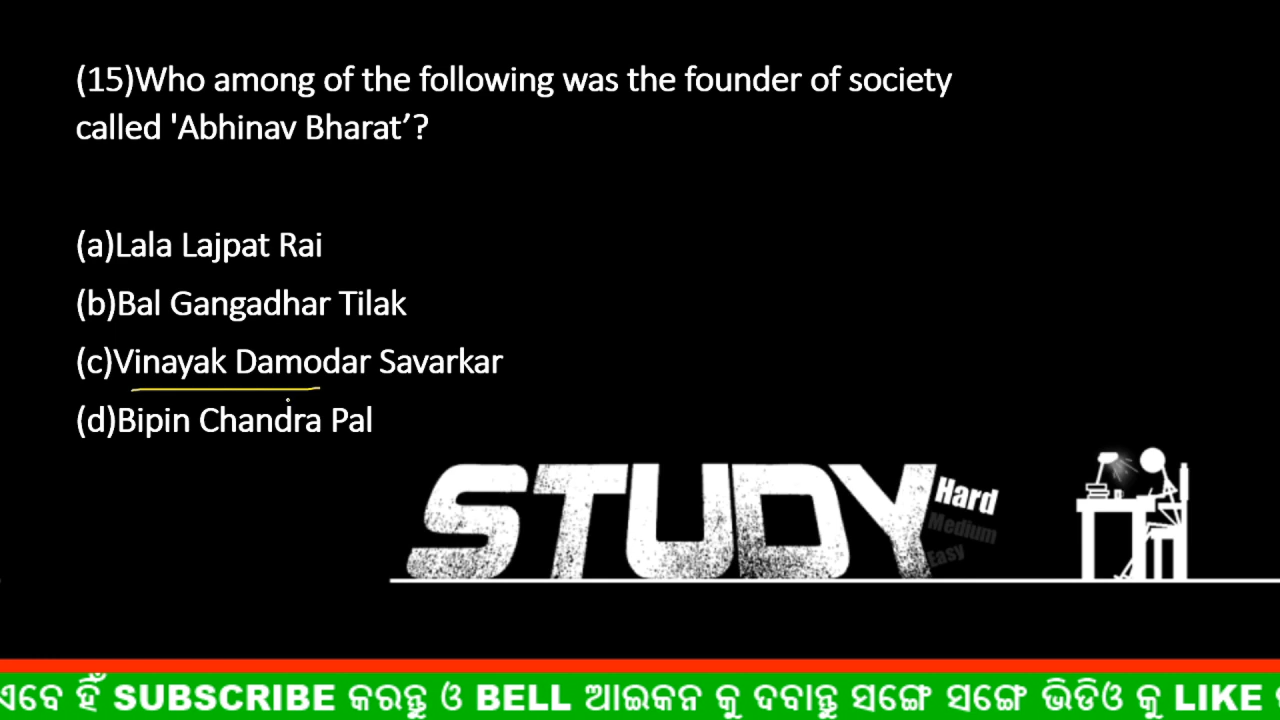 (15)Who among of the following was the founder of society
called 'Abhinav Bharat’?
(a)Lala Lajpat Rai
(b)Bal Gangadhar Tilak
(c)Vinayak Damodar Savarkar
(d)Bipin Chandra Pal
STUDY Hard
Medium
Easy
ଏବେ ହିଁ SUBSCRIBE କରନ୍ତୁ ଓ BELL ଆଇକନ କୁ ଦବାନ୍ତୁ ସଙ୍ଗେ ସଙ୍ଗେ ଭିଡିଓ କୁ LIKE